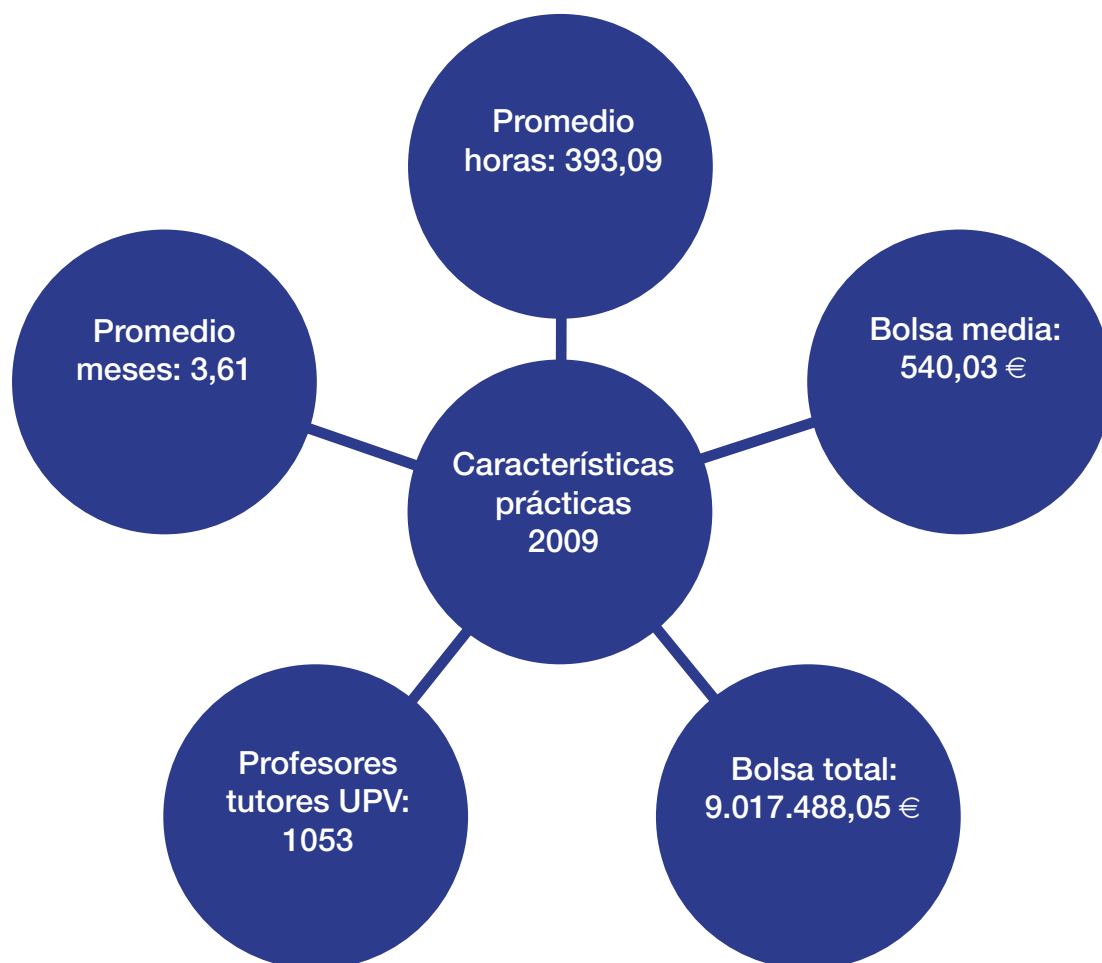 Promedio
horas: 393,09
Promedio
meses: 3,61
Bolsa media:
540,03 €
Características
prácticas
2009
Profesores
tutores UPV:
1053
Bolsa total:
9.017.488,05 €